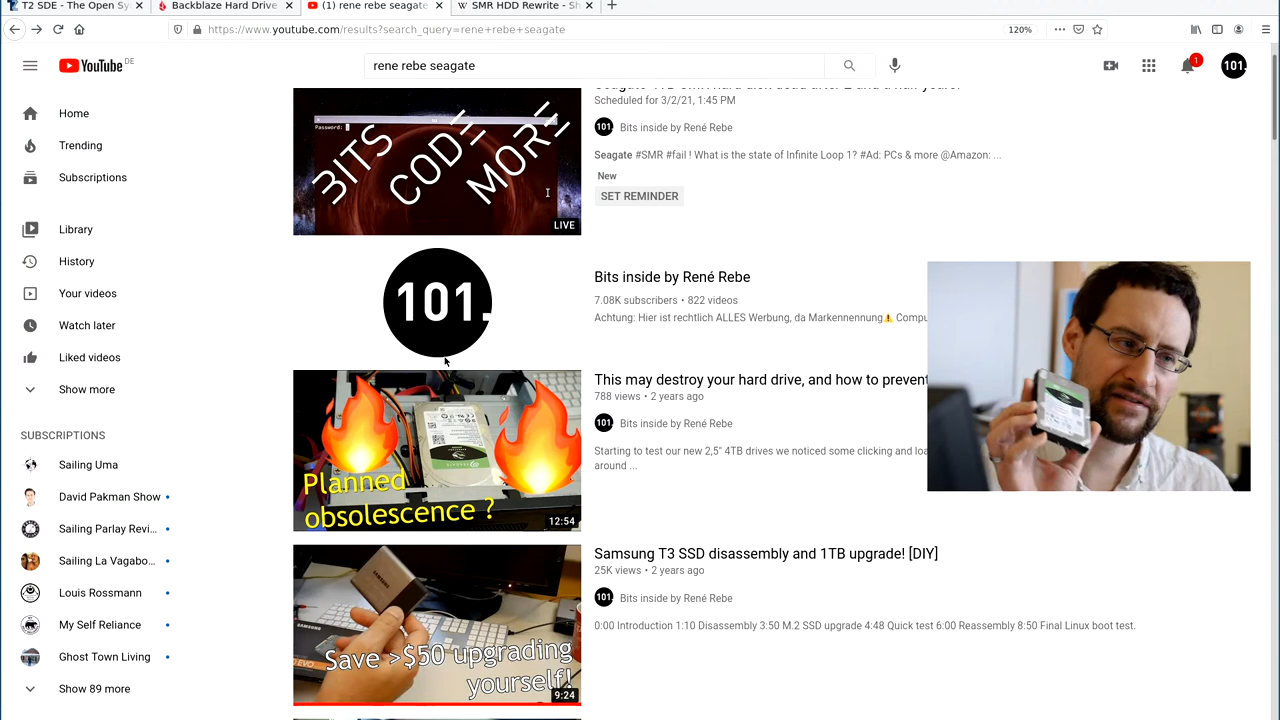 T2 SDE - The Open Sy
Backblaze Hard Drive
(1) rene rebe seagate
SMR HDD Rewrite - Sh
https://www.youtube.com/results?search_query=rene+rebe+seagate
120%
YouTube DE
rene rebe seagate
1
101.
Home
Trending
Subscriptions
Library
History
Your videos
Watch later
Liked videos
Show more
SUBSCRIPTIONS
Sailing Uma
David Pakman Show
Sailing Parlay Revi...
Sailing La Vagabo...
Louis Rossmann
My Self Reliance
Ghost Town Living
Show 89 more
Password:
BITS
CODE
MORE
LIVE
Scheduled for 3/2/21, 1:45 PM
101.
Bits inside by René Rebe
Seagate #SMR #fail ! What is the state of Infinite Loop 1? #Ad: PCs & more @Amazon: ...
New
SET REMINDER
101.
Bits inside by René Rebe
7.08K subscribers • 822 videos
Achtung: Hier ist rechtlich ALLES Werbung, da Markennennung⚠ Compu
Planned
obsolescence ?
12:54
This may destroy your hard drive, and how to prevent
788 views • 2 years ago
101.
Bits inside by René Rebe
Starting to test our new 2,5" 4TB drives we noticed some clicking and loa
around ...
SAMSUNG
Save >$50 upgrading
yourself!
9:24
Samsung T3 SSD disassembly and 1TB upgrade! [DIY]
25K views • 2 years ago
101.
Bits inside by René Rebe
0:00 Introduction 1:10 Disassembly 3:50 M.2 SSD upgrade 4:48 Quick test 6:00 Reassembly 8:50 Final Linux boot test.